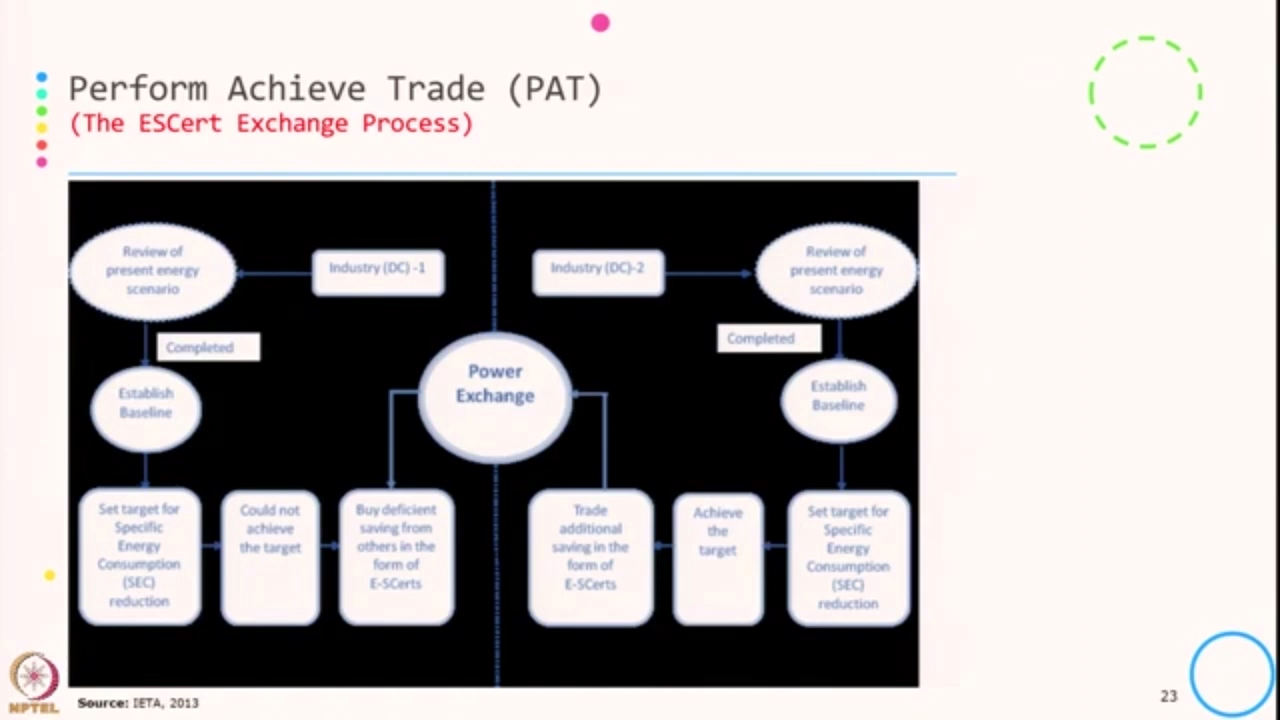 Perform Achieve Trade (PAT)
(The ESCert Exchange Process)
Review of
present energy
scenario
Industry (DC) -1
Industry (DC)-2
Review of
present energy
scenario
Completed
Completed
Establish
Baseline
Power
Exchange
Establish
Baseline
Set target for
Specific
Energy
Consumption
(SEC)
reduction
Could not
achieve
the target
Buy deficient
saving from
others in the
form of
E-SCerts
Trade
additional
saving in the
form of
E-SCerts
Achieve
the
target
Set target for
Specific
Energy
Consumption
(SEC)
reduction
NPTEL
Source: IETA, 2013
23